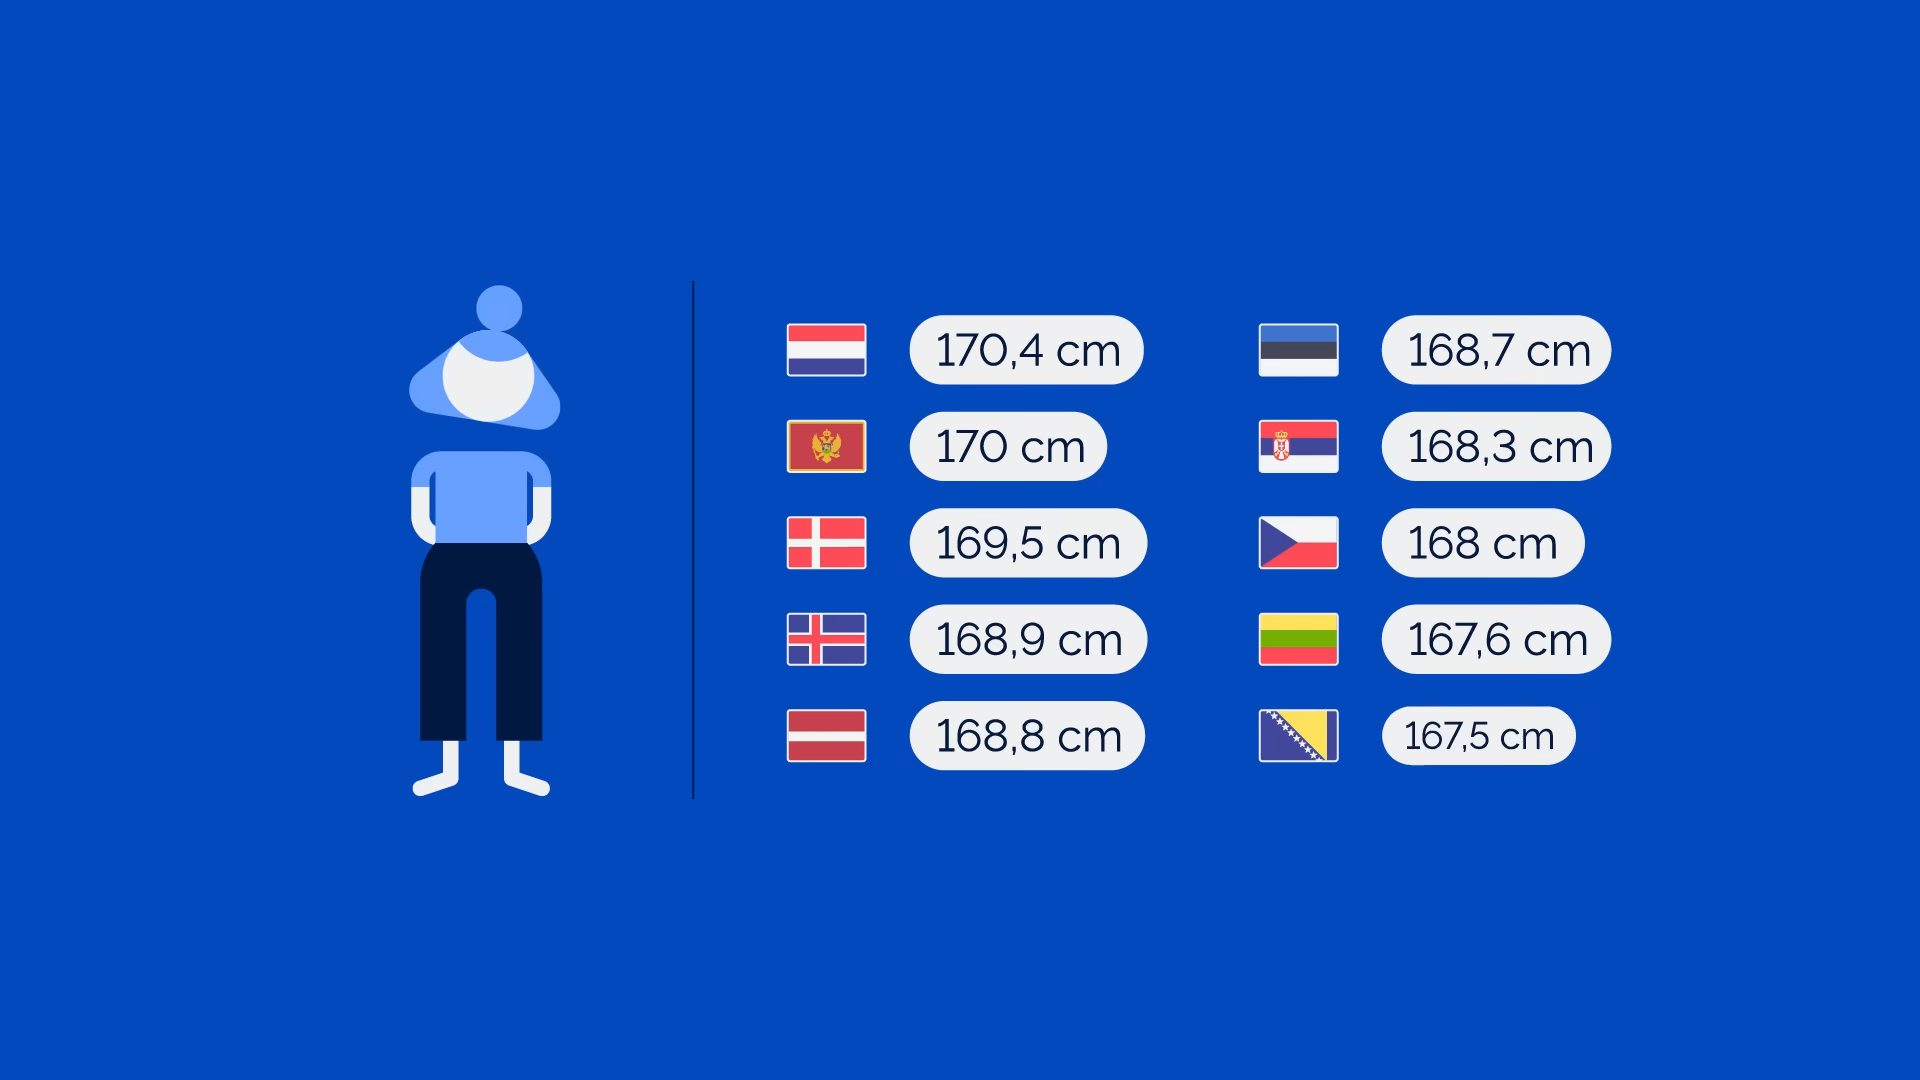 170,4 cm
170 cm
169,5 cm
168,9 cm
168,8 cm
168,7 cm
168,3 cm
168 cm
167,6 cm
167,5 cm